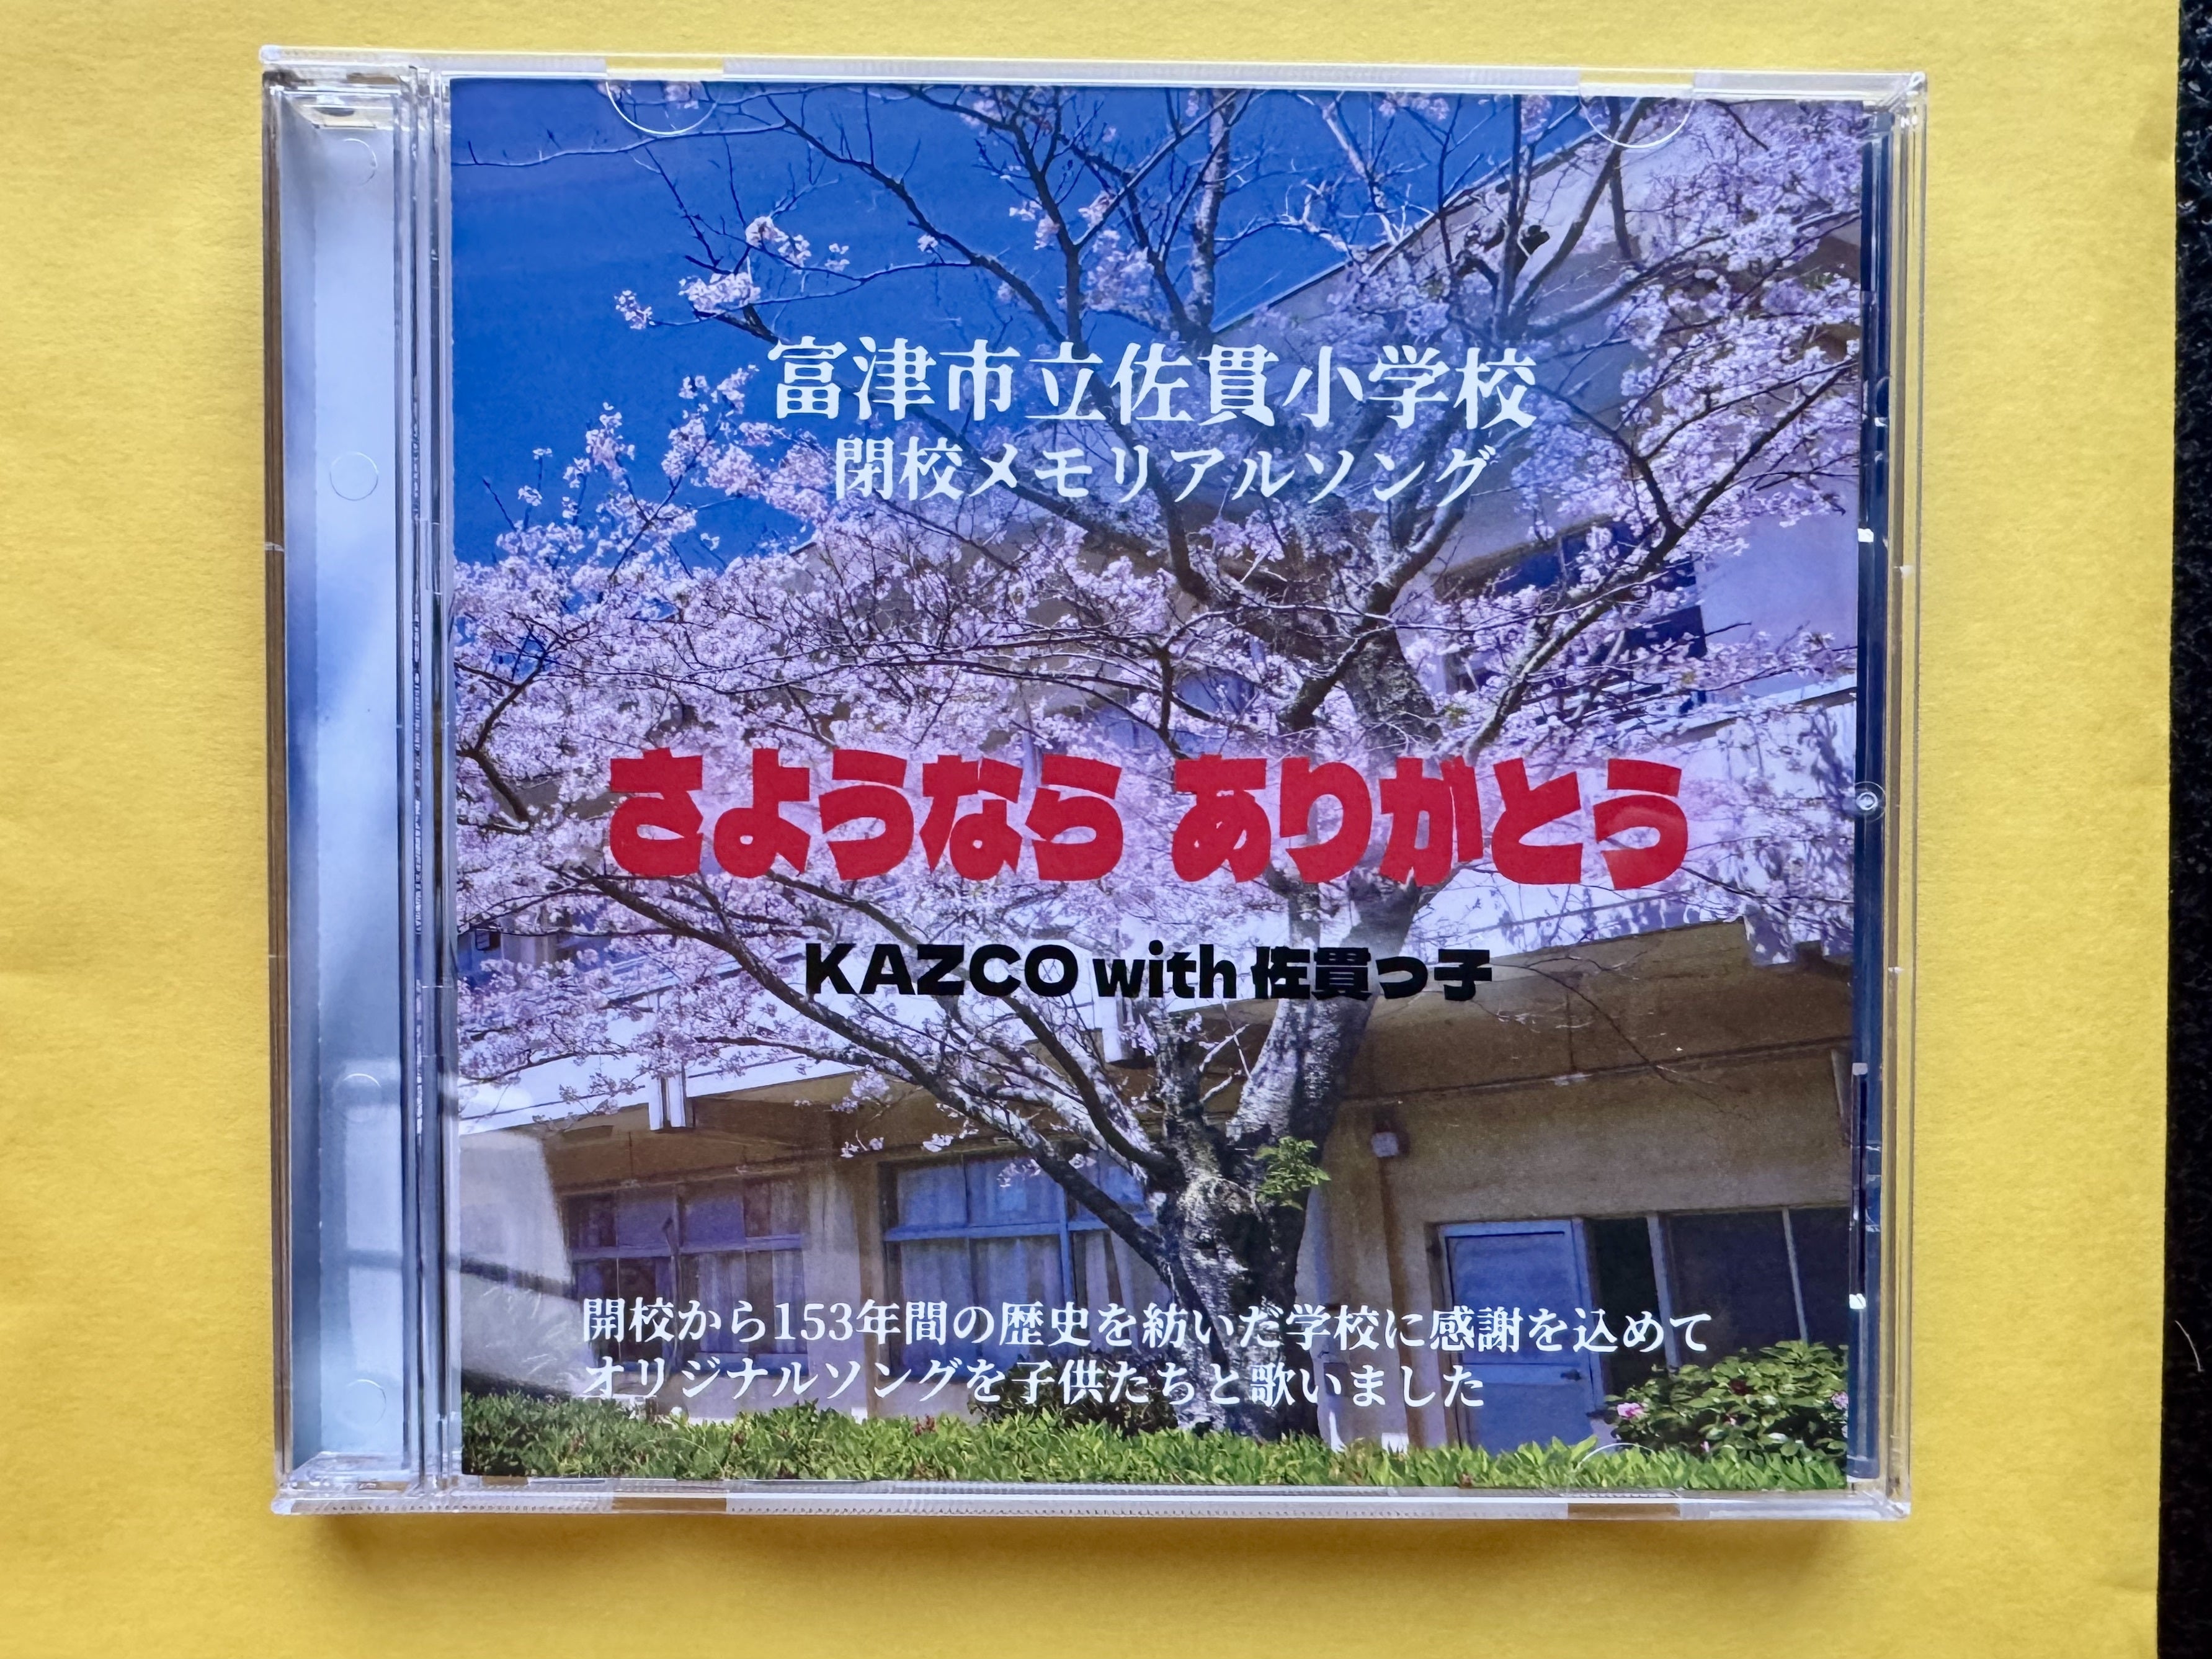 富津市立佐貫小学校
閉校メモリアルソング
さようなら ありがとう
KAZCO with 佐貫っ子
開校から153年間の歴史を紡いだ学校に感謝を込めて
オリジナルソングを子供たちと歌いました